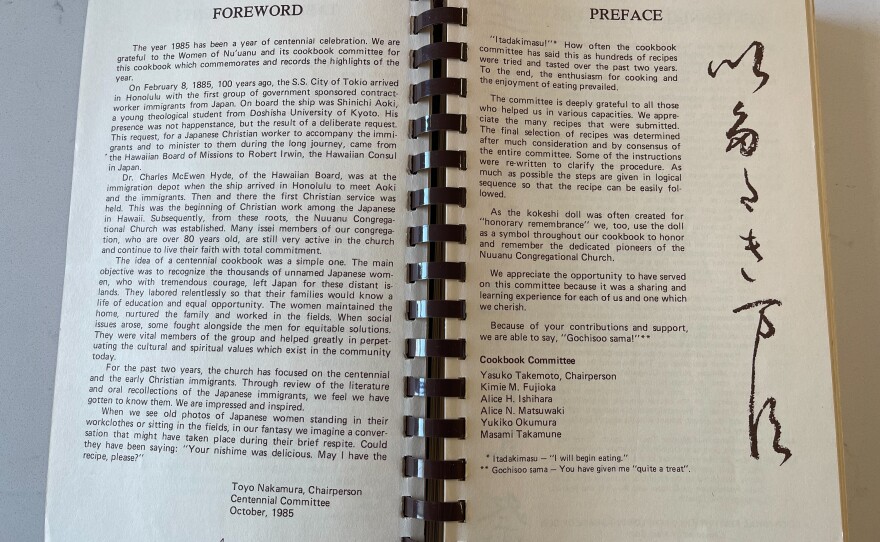 FOREWORD
The year 1985 has been a year of centennial celebration. We are
grateful to the Women of Nu'uanu and its cookbook committee for
this cookbook which commemorates and records the highlights of the
year.
On February 8, 1885, 100 years ago, the S.S. City of Tokio arrived
in Honolulu with the first group of government sponsored contract-
worker immigrants from Japan. On board the ship was Shinichi Aoki,
a young theological student from Doshisha University of Kyoto. His
presence was not happenstance, but the result of a deliberate request.
This request, for a Japanese Christian worker to accompany the immi-
grants and to minister to them during the long journey, came from
the Hawaiian Board of Missions to Robert Irwin, the Hawaiian Consul
in Japan.
Dr. Charles McEwen Hyde, of the Hawaiian Board, was at the
immigration depot when the ship arrived in Honolulu to meet Aoki
and the immigrants. Then and there the first Christian service was
held. This was the beginning of Christian work among the Japanese
in Hawaii. Subsequently, from these roots, the Nuuanu Congrega-
tional Church was established. Many issei members of our congrega-
tion, who are over 80 years old, are still very active in the church
and continue to live their faith with total commitment.
The idea of a centennial cookbook was a simple one. The main
objective was to recognize the thousands of unnamed Japanese wom-
en, who with tremendous courage, left Japan for these distant is-
lands. They labored relentlessly so that their families would know a
life of education and equal opportunity. The women maintained the
home, nurtured the family and worked in the fields. When social
issues arose, some fought alongside the men for equitable solutions.
They were vital members of the group and helped greatly in perpet-
uating the cultural and spiritual values which exist in the community
today.
For the past two years, the church has focused on the centennial
and the early Christian immigrants. Through review of the literature
and oral recollections of the Japanese immigrants, we feel we have
gotten to know them. We are impressed and inspired.
When we see old photos of Japanese women standing in their
workclothes or sitting in the fields, in our fantasy we imagine a conver-
sation that might have taken place during their brief respite. Could
they have been saying: "Your nishime was delicious. May I have the
recipe, please?"
Toyo Nakamura, Chairperson
Centennial Committee
October, 1985
PREFACE
"Itadakimasu!"* How often the cookbook
committee has said this as hundreds of recipes
were tried and tasted over the past two years.
To the end, the enthusiasm for cooking and
the enjoyment of eating prevailed.
The committee is deeply grateful to all those
who helped us in various capacities. We appre-
ciate the many recipes that were submitted.
The final selection of recipes was determined
after much consideration and by consensus of
the entire committee. Some of the instructions
were re-written to clarify the procedure. As
much as possible the steps are given in logical
sequence so that the recipe can be easily fol-
lowed.
As the kokeshi doll was often created for
"honorary remembrance" we, too, use the doll
as a symbol throughout our cookbook to honor
and remember the dedicated pioneers of the
Nuuanu Congregational Church.
We appreciate the opportunity to have served
on this committee because it was a sharing and
learning experience for each of us and one which
we cherish.
Because of your contributions and support,
we are able to say, "Gochisoo sama!"**
Cookbook Committee
Yasuko Takemoto, Chairperson
Kimie M. Fujioka
Alice H. Ishihara
Alice N. Matsuwaki
Yukiko Okumura
Masami Takamune
* Itadakimasu – "I will begin eating."
** Gochisoo sama – You have given me "quite a treat".